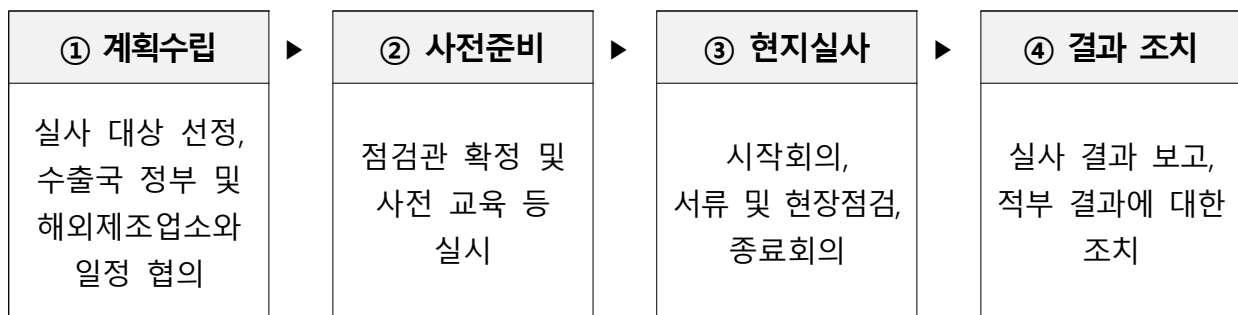 ① 계획수립
▶
② 사전준비
▶
③ 현지실사
▶
④ 결과 조치
실사 대상 선정,
수출국 정부 및
해외제조업소와
일정 협의
점검관 확정 및
사전 교육 등
실시
시작회의,
서류 및 현장점검,
종료회의
실사 결과 보고,
적부 결과에 대한
조치